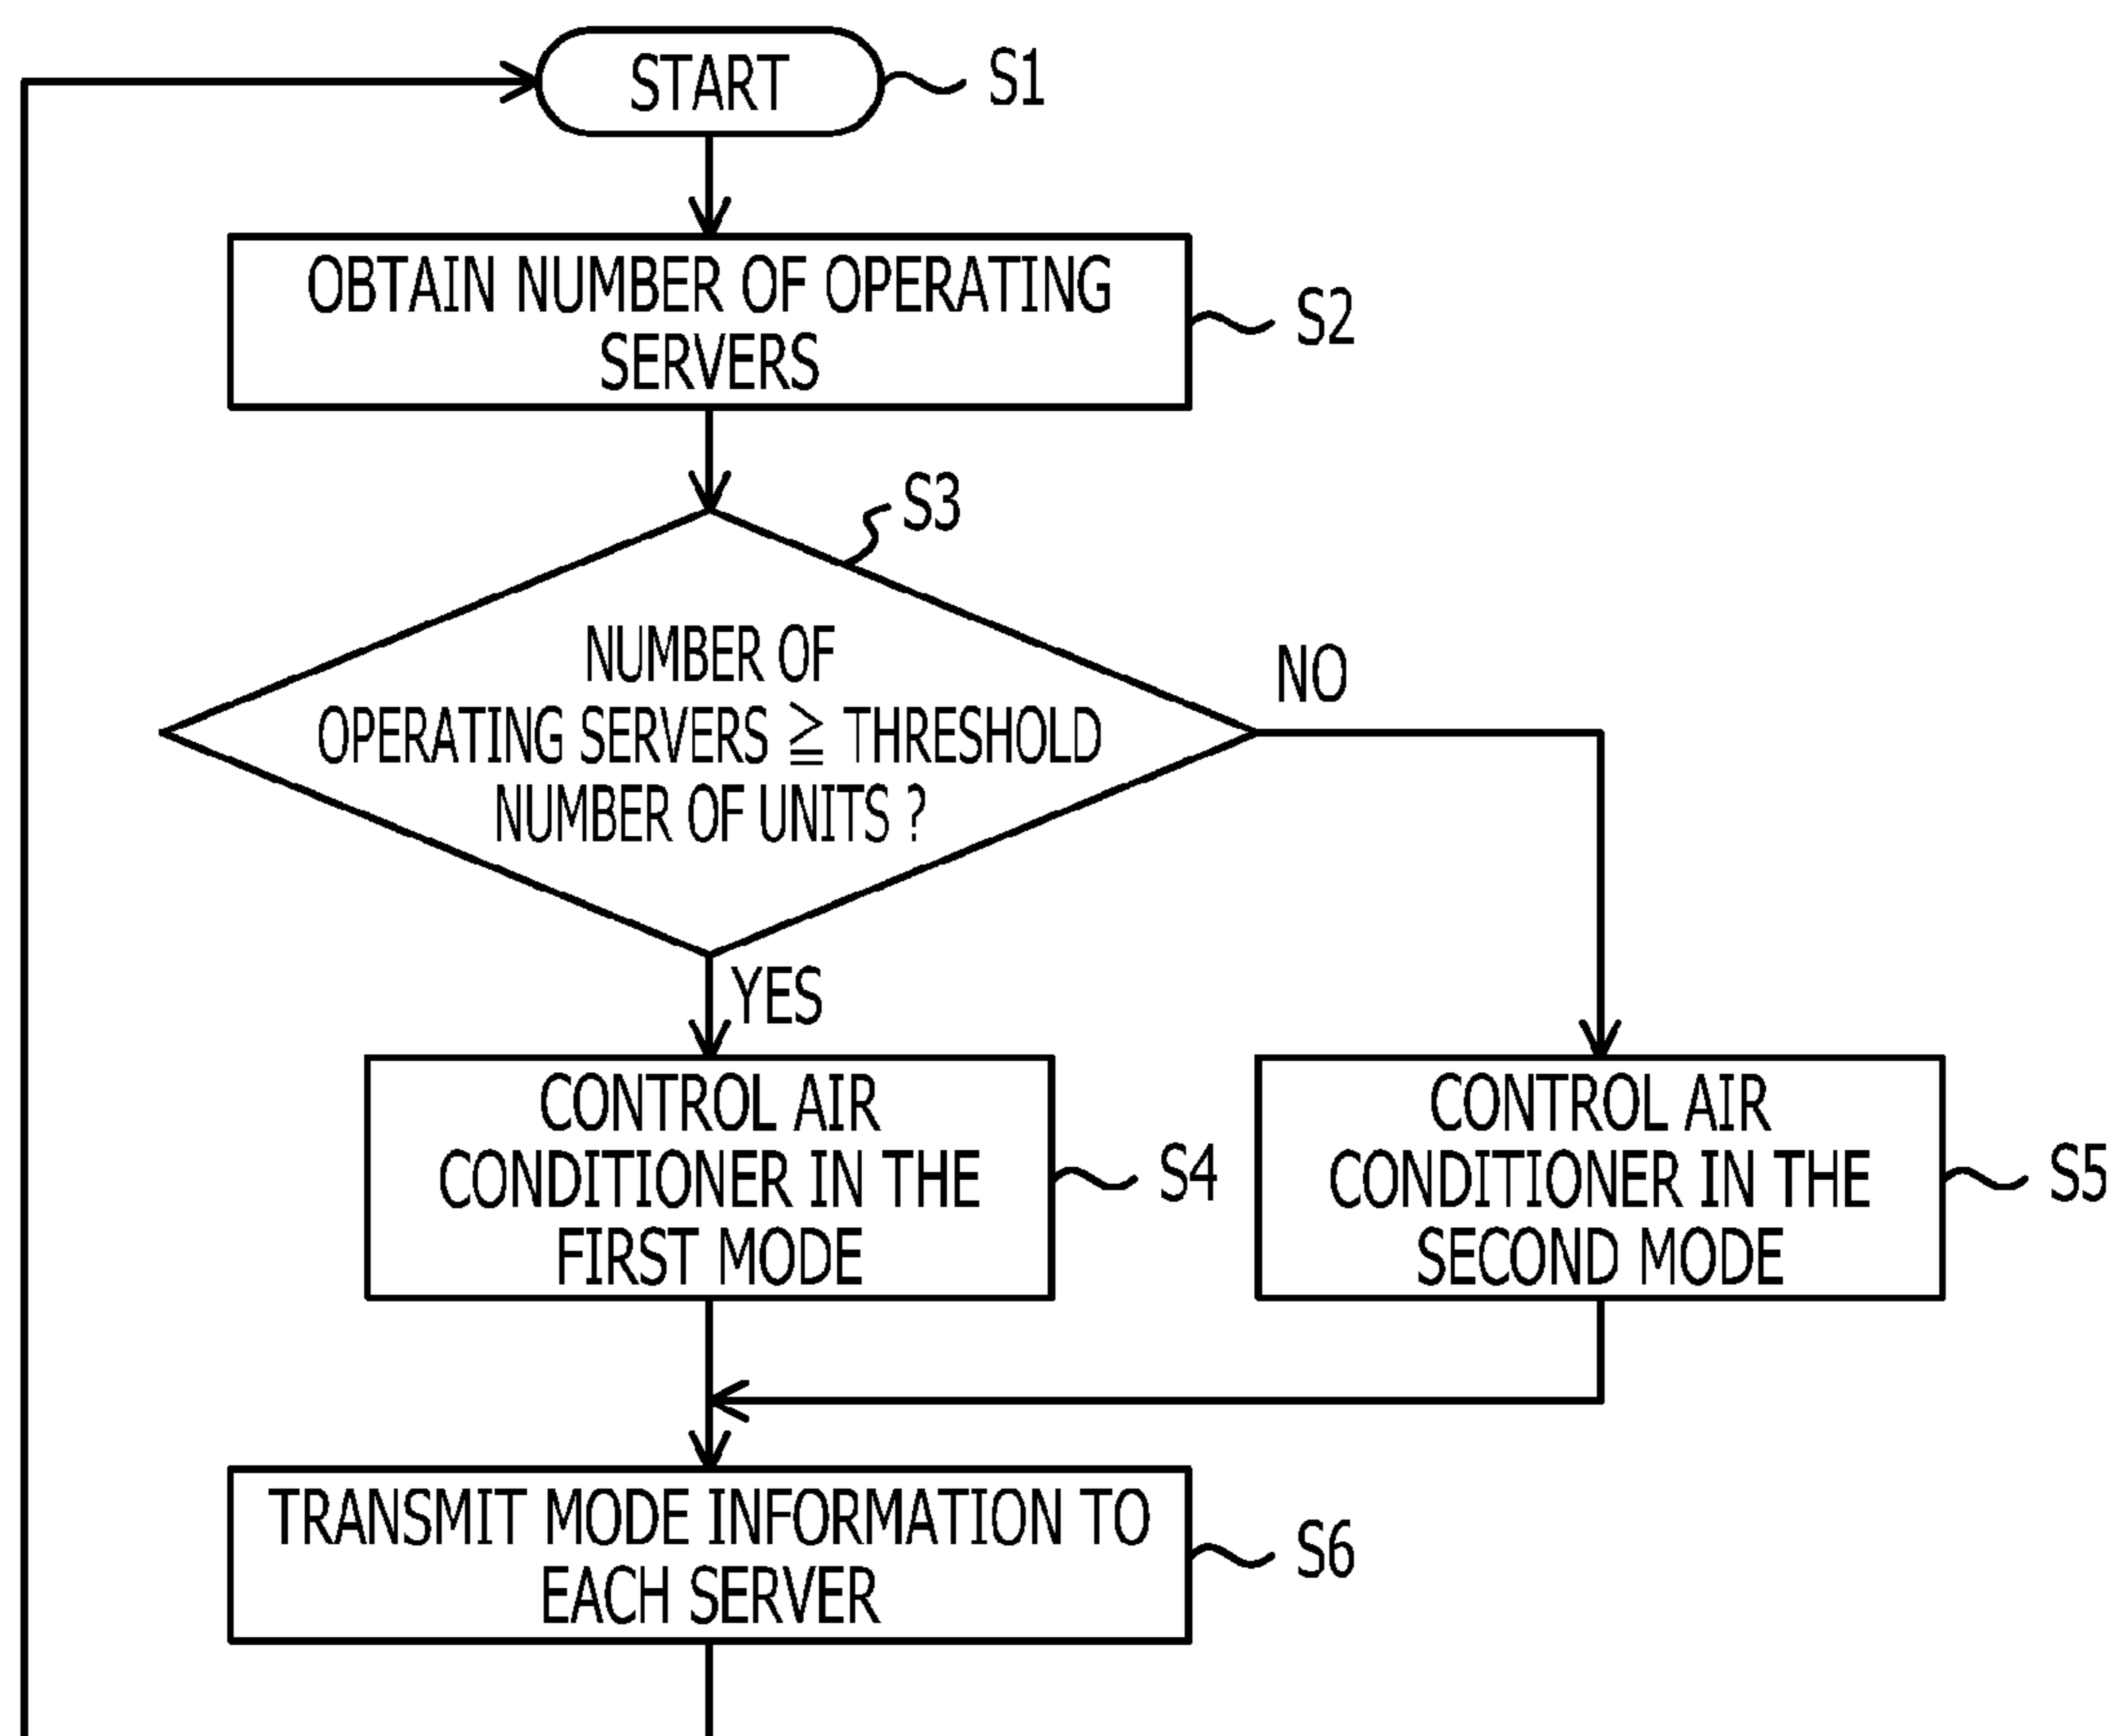 START
S1
OBTAIN NUMBER OF OPERATING
SERVERS
S2
S3
NUMBER OF
OPERATING SERVERS ≧ THRESHOLD
NUMBER OF UNITS ?
NO
YES
CONTROL AIR
CONDITIONER IN THE
FIRST MODE
S4
CONTROL AIR
CONDITIONER IN THE
SECOND MODE
S5
TRANSMIT MODE INFORMATION TO
EACH SERVER
S6